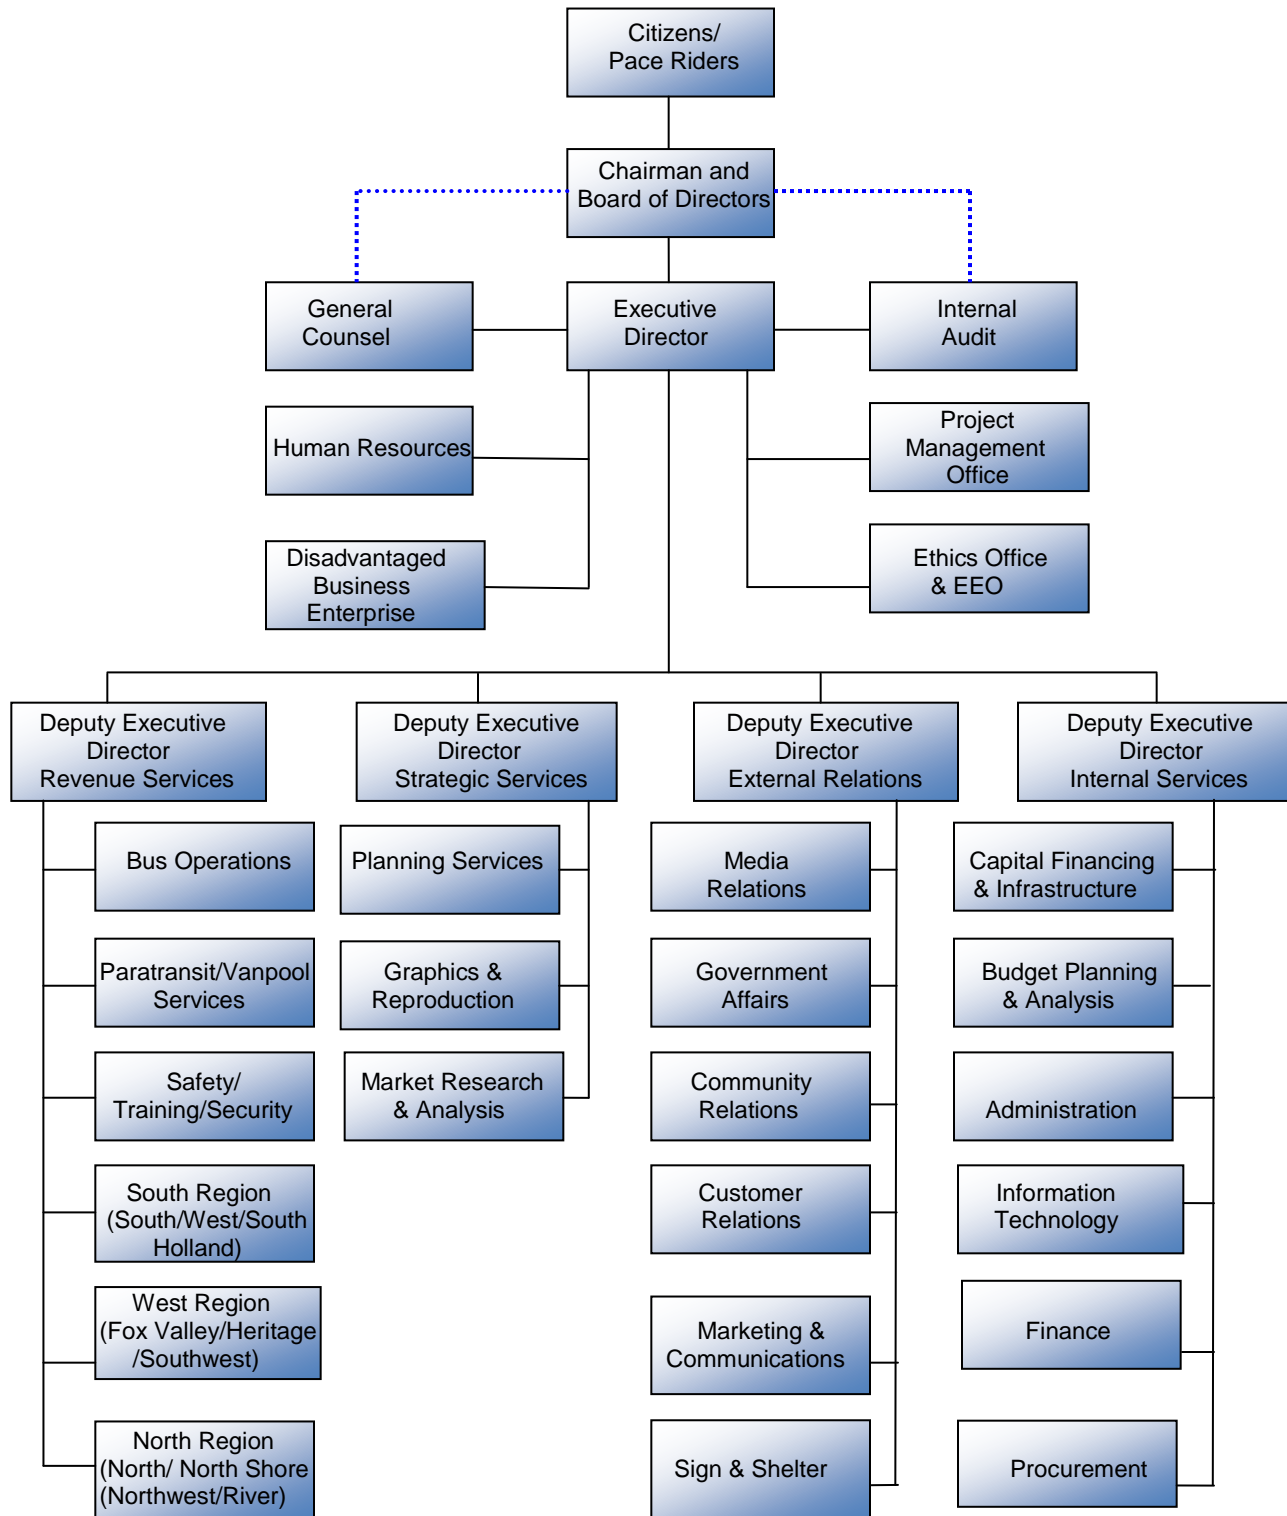 Citizens/
Pace Riders
Chairman and
Board of Directors
General
Counsel
Executive
Director
Internal
Audit
Human Resources
Project
Management
Office
Disadvantaged
Business
Enterprise
Ethics Office
& EEO
Deputy Executive
Director
Revenue Services
Deputy Executive
Director
Strategic Services
Deputy Executive
Director
External Relations
Deputy Executive
Director
Internal Services
Bus Operations
Paratransit/Vanpool
Services
Safety/
Training/Security
South Region
(South/West/South
Holland)
West Region
(Fox Valley/Heritage
/Southwest)
North Region
(North/ North Shore
(Northwest/River)
Planning Services
Graphics &
Reproduction
Market Research
& Analysis
Media
Relations
Government
Affairs
Community
Relations
Customer
Relations
Marketing &
Communications
Sign & Shelter
Capital Financing
& Infrastructure
Budget Planning
& Analysis
Administration
Information
Technology
Finance
Procurement